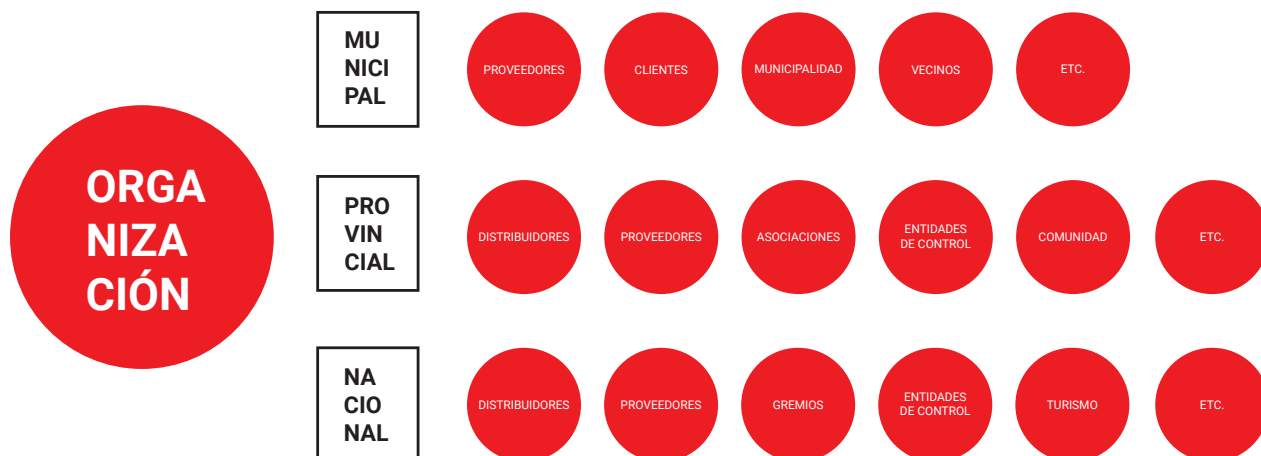 ORGA
NIZA
CIÓN
MU
NICI
PAL
PROVEEDORES
CLIENTES
MUNICIPALIDAD
VECINOS
ETC.
PRO
VIN
CIAL
DISTRIBUIDORES
PROVEEDORES
ASOCIACIONES
ENTIDADES
DE CONTROL
COMUNIDAD
ETC.
NA
CIO
NAL
DISTRIBUIDORES
PROVEEDORES
GREMIOS
ENTIDADES
DE CONTROL
TURISMO
ETC.